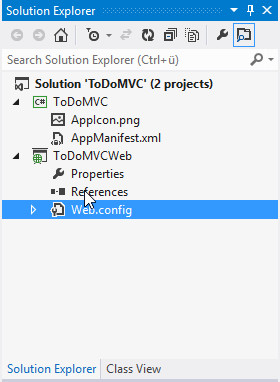 Solution Explorer
Search Solution Explorer (Ctrl+ü)
Solution 'ToDoMVC' (2 projects)
C# ToDoMVC
AppIcon.png
AppManifest.xml
ToDoMVCWeb
Properties
References
Web.config
Solution Explorer Class View